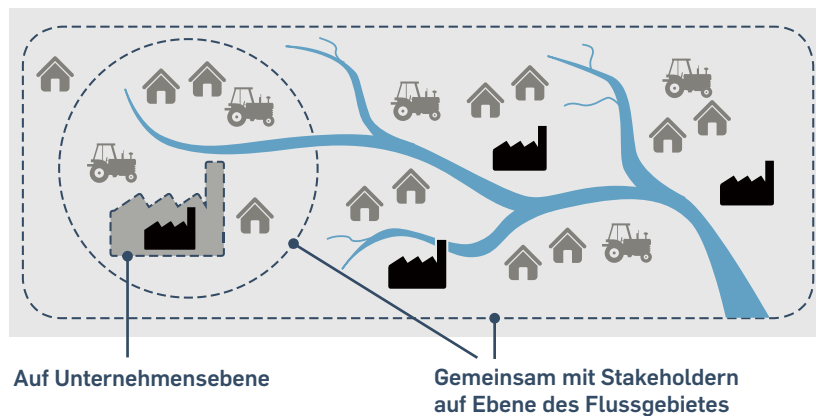 Auf Unternehmensebene
Gemeinsam mit Stakeholdern
auf Ebene des Flussgebietes